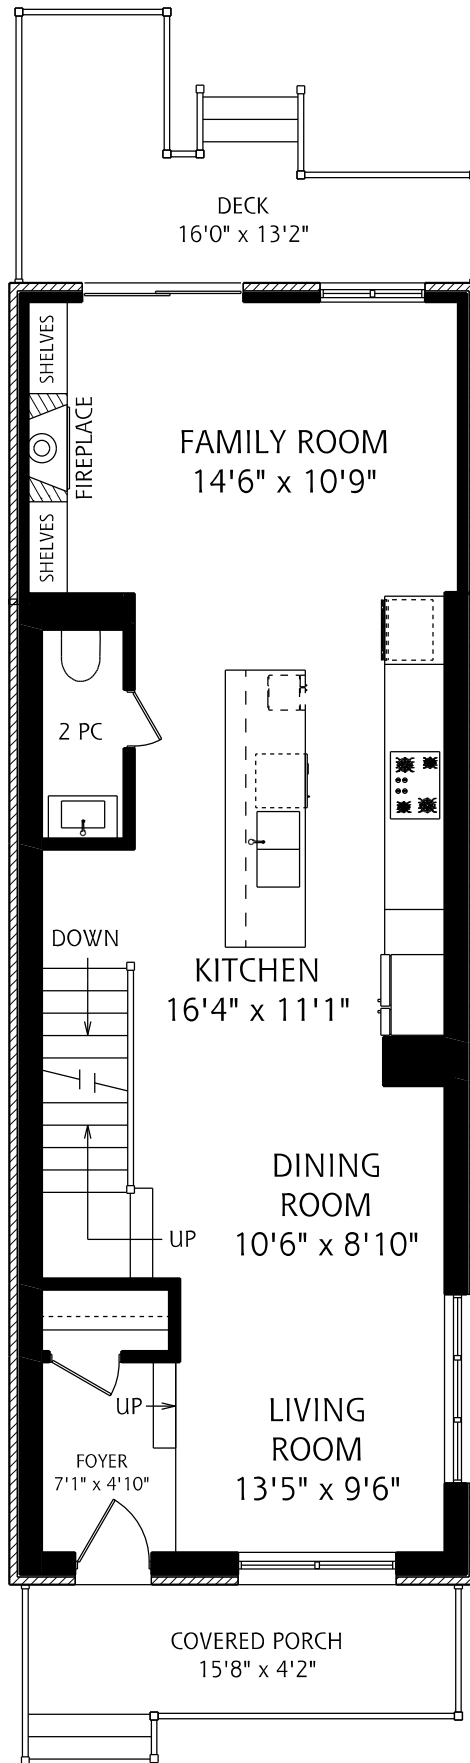 DECK
16'0" x 13'2"
SHELVES
FIREPLACE
SHELVES
FAMILY ROOM
14'6" x 10'9"
2 PC
DOWN
KITCHEN
16'4" x 11'1"
UP
DINING
ROOM
10'6" x 8'10"
UP
LIVING
ROOM
13'5" x 9'6"
FOYER
7'1" x 4'10"
COVERED PORCH
15'8" x 4'2"